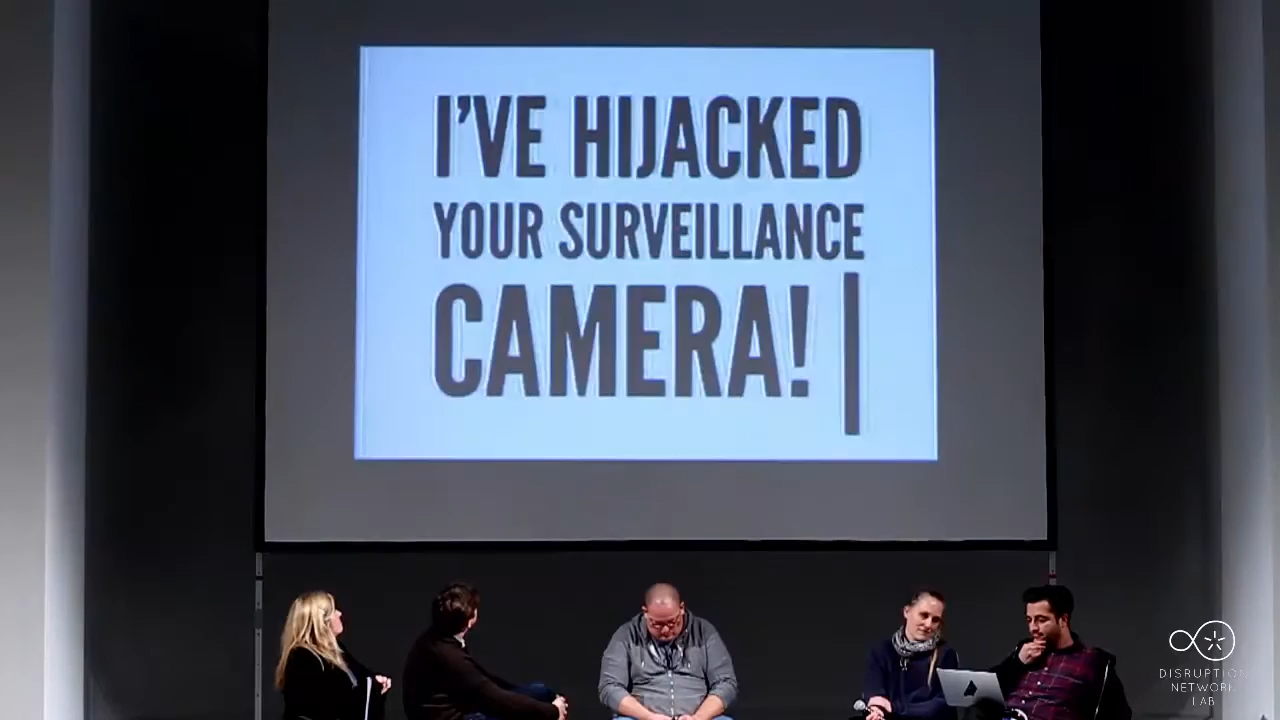 I'VE HIJACKED
YOUR SURVEILLANCE
CAMERA!
DISRUPTION
NETWORK
LAB